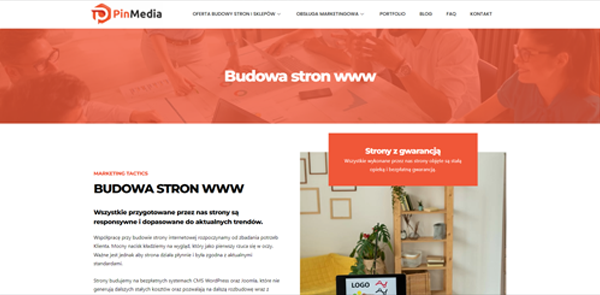 PinMedia
OFERTA BUDOWY STRON I SKLEPÓW
OBSŁUGA MARKETINGOWA
PORTFOLIO
BLOG
FAQ
KONTAKT
Budowa stron www
Strony z gwarancją
Wszystkie wykonane przez nas strony objęte są stałą
opieką i bezpłatną gwarancją.
MARKETING TACTICS
BUDOWA STRON WWW
Wszystkie przygotowane przez nas strony są
responsywne i dopasowane do aktualnych trendów.
Współpracę przy budowie strony internetowej rozpoczynamy od zbadania potrzeb
Klienta. Mocny nacisk kładziemy na wygląd, który jako pierwszy rzuca się w oczy.
Ważne jest jednak aby strona działa płynnie i była zgodna z aktualnymi
standardami.
Strony budujemy na bezpłatnych systemach CMS WordPress oraz Joomla, które nie
generują dalszych stałych kosztów oraz pozwalają na dalszą rozbudowę wraz z
LOGO